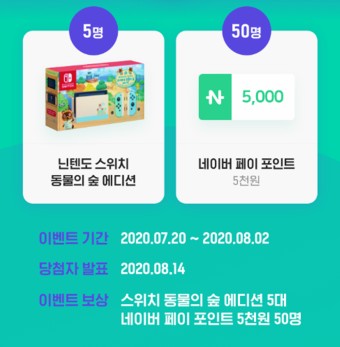 5명
50명
5,000
닌텐도 스위치
동물의 숲 에디션
네이버 페이 포인트
5천원
이벤트 기간 2020.07.20 ~ 2020.08.02
당첨자 발표 2020.08.14
이벤트 보상 스위치 동물의 숲 에디션 5대
네이버 페이 포인트 5천원 50명